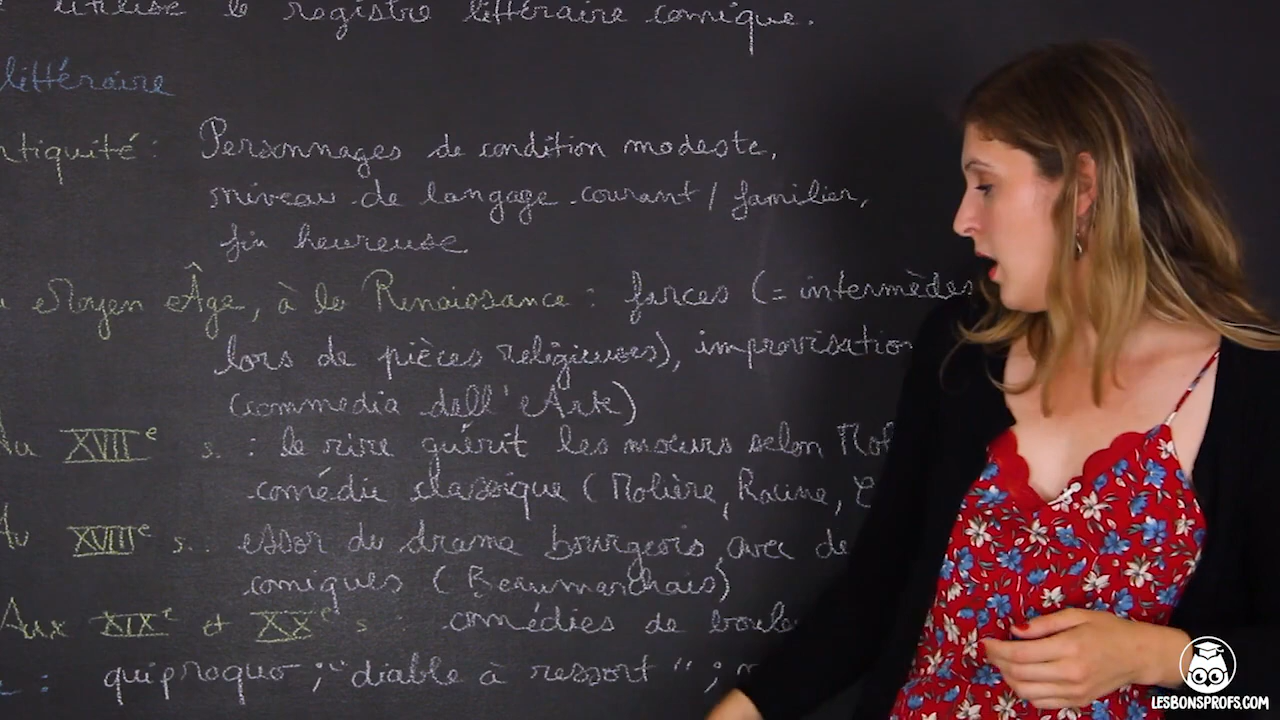 utilise le registre littéraire comique.
littéraire
ntiquité : Personnages de condition modeste,
niveau de langage courant / familier,
fin heureuse
u Moyen Âge, à la Renaissance : farces (= intermèdes
lors de pièces religieuses), improvisation
(commedia dell'Arte)
Au XVIIe s. : le rire guérit les mœurs selon Mol
comédie classique (Molière, Racine, C
Au XVIIIe s. : essor du drame bourgeois avec de
comiques (Beaumarchais)
Aux XIXe et XXe s : comédies de boule
: quiproquo ; "diable à ressort" ;
LESBONSPROFS.COM